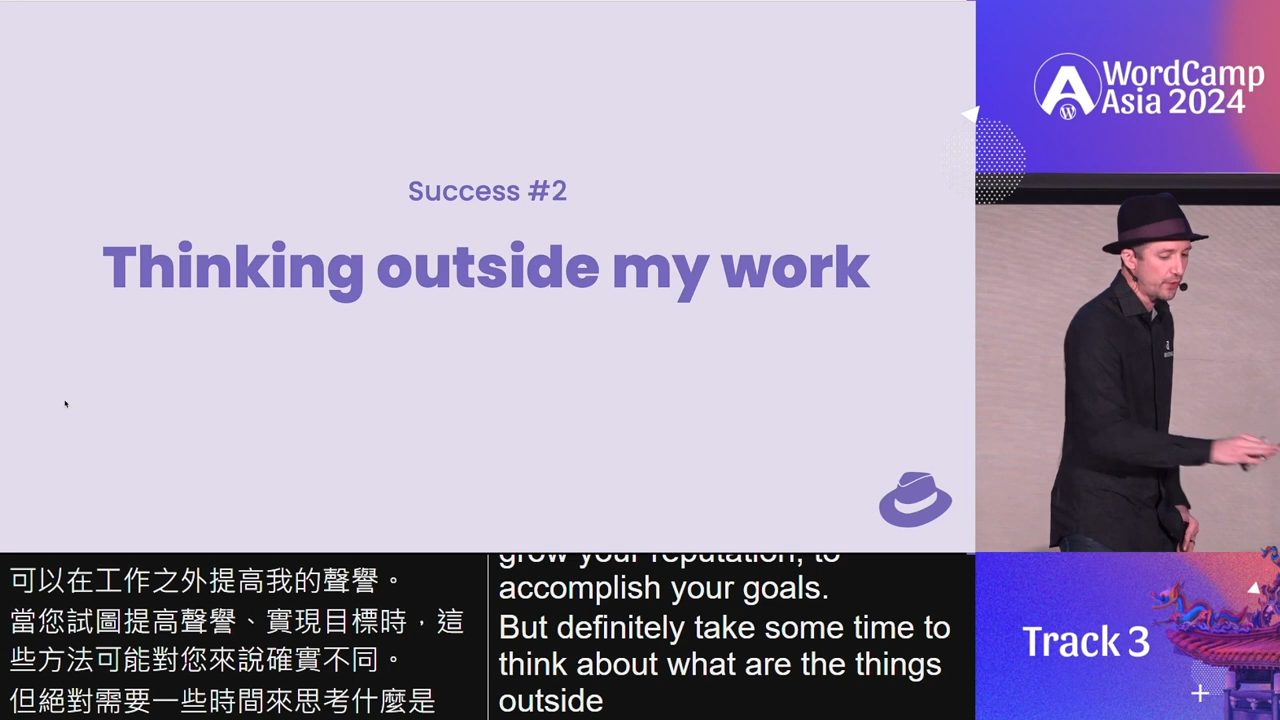 Success #2
Thinking outside my work
WordCamp
Asia 2024
可以在工作之外提高我的聲譽。
當您試圖提高聲譽、實現目標時，這
些方法可能對您來說確實不同。
但絕對需要一些時間來思考什麼是
grow your reputation, to
accomplish your goals.
But definitely take some time to
think about what are the things
outside
Track 3